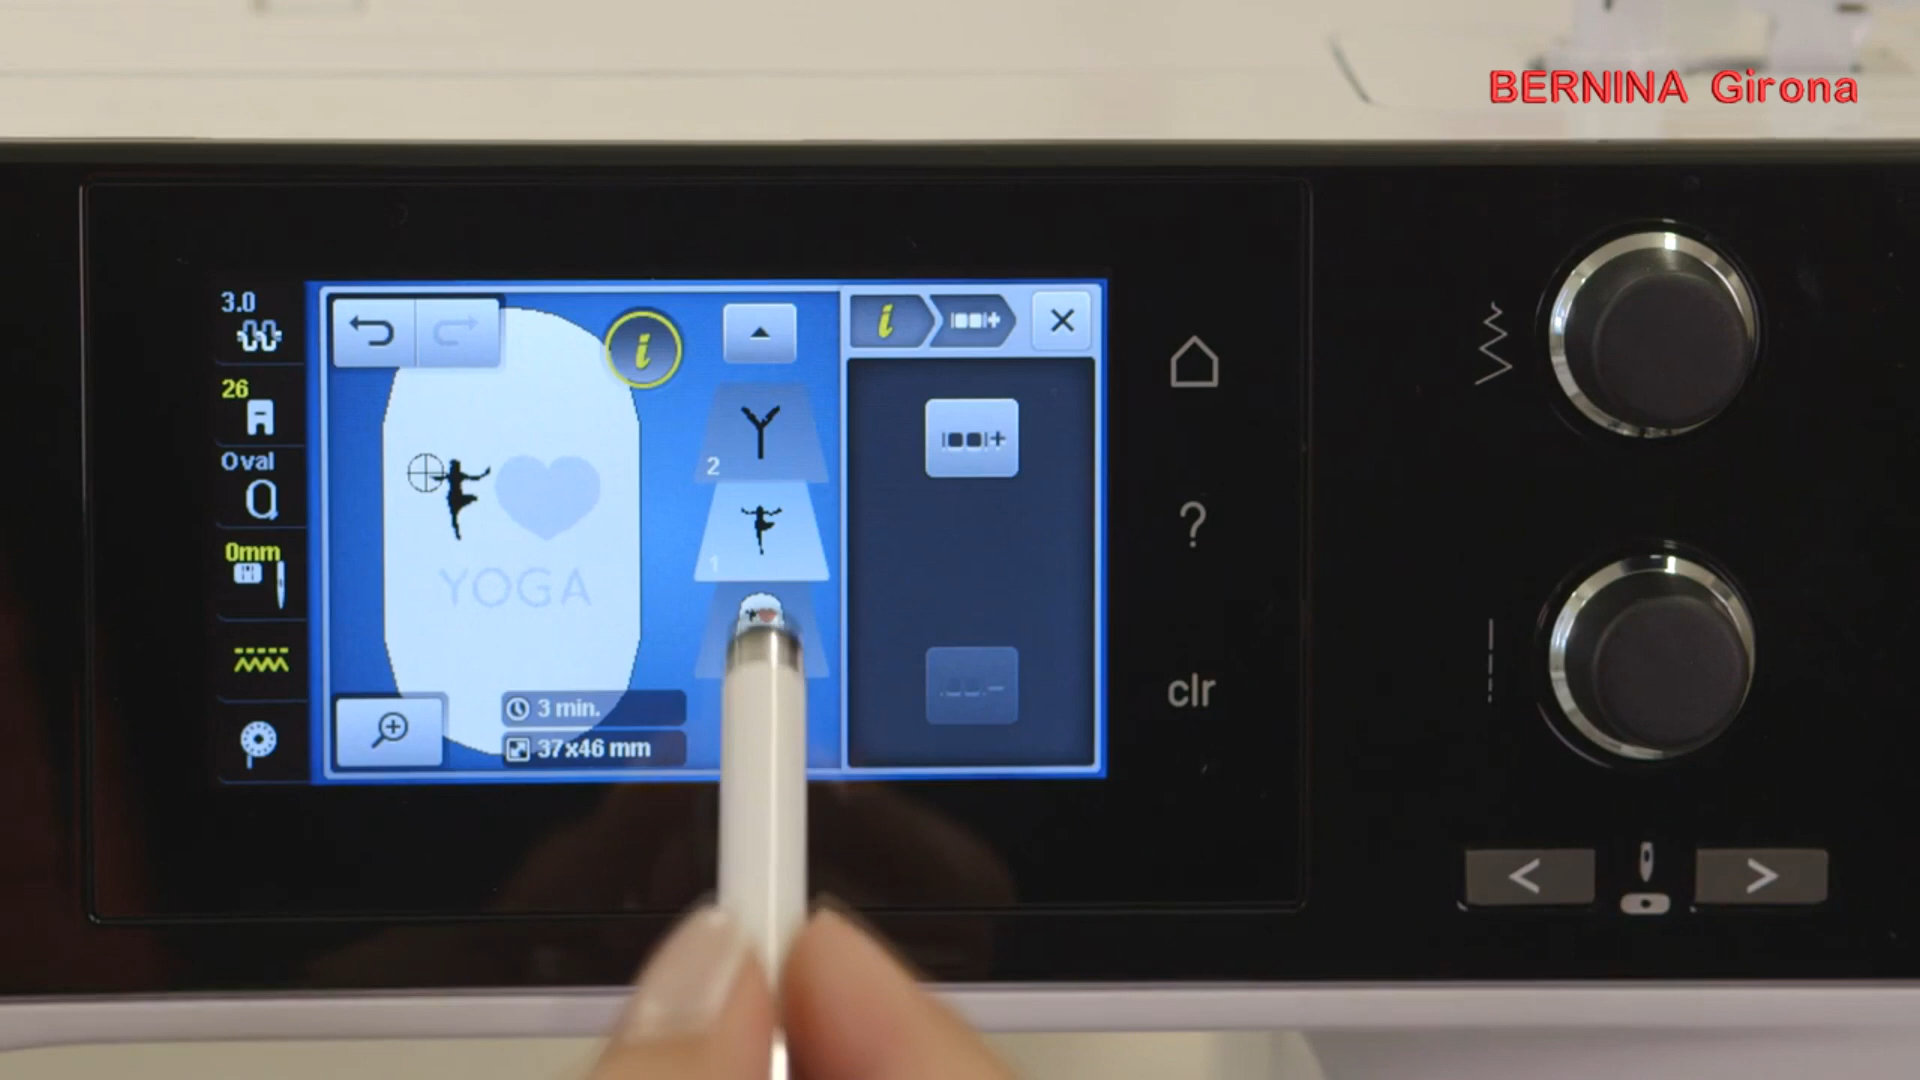 BERNINA Girona
3.0
26
Oval
0mm
i
i
2
Y
1
YOGA
3 min.
37x46 mm
?
clr
<
>